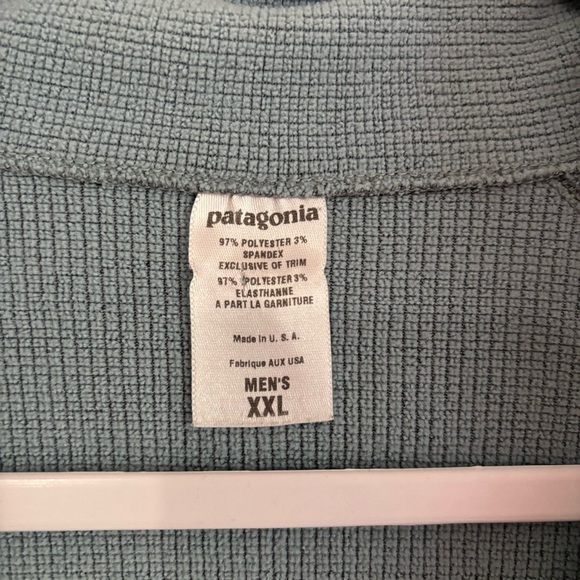 patagonia
97% POLYESTER 3%
SPANDEX
EXCLUSIVE OF TRIM
97% POLYESTER 3%
ELASTHANNE
A PART LA GARNITURE
Made in U. S. A.
Fabrique AUX USA
MEN'S
XXL